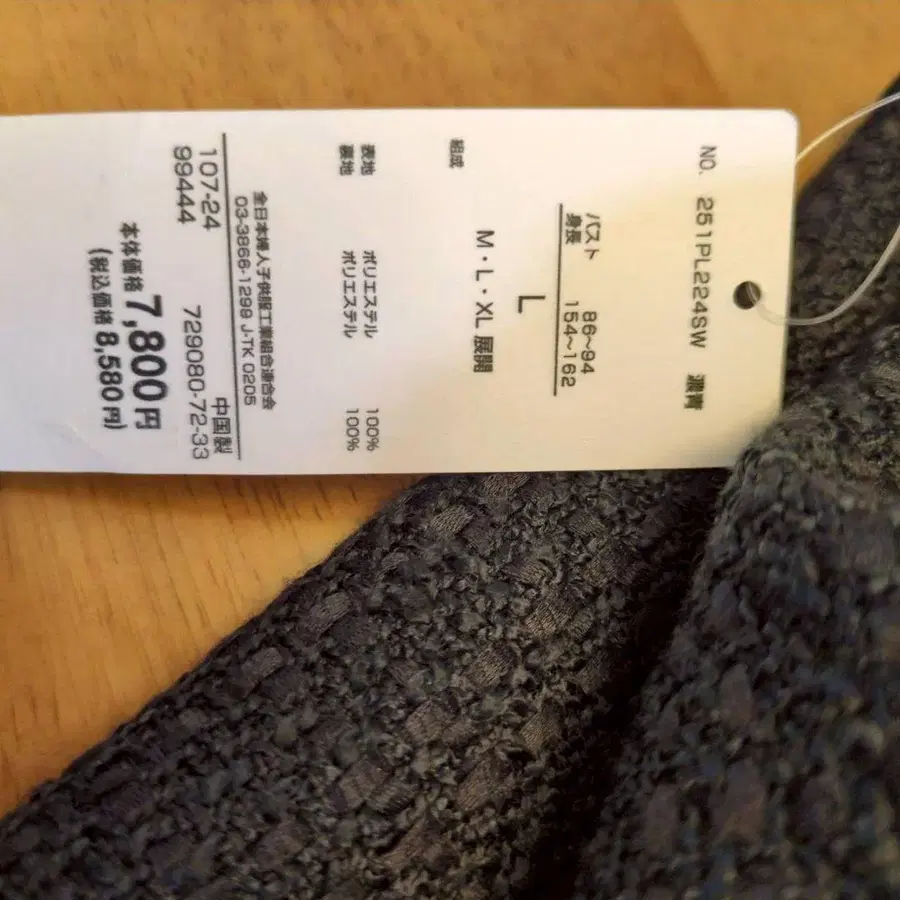 NO. 251PL224SW 濃青
バスト 86〜94
身長 154〜162
L
M・L・XL 展開
組成
表地 ポリエステル 100%
裏地 ポリエステル 100%
全日本婦人子供服工業組合連合会
03-3866-1298 J-TK 0205
中国製
107-24 729080-72-33
99444
本体価格 7,800円
(税込価格 8,580円)